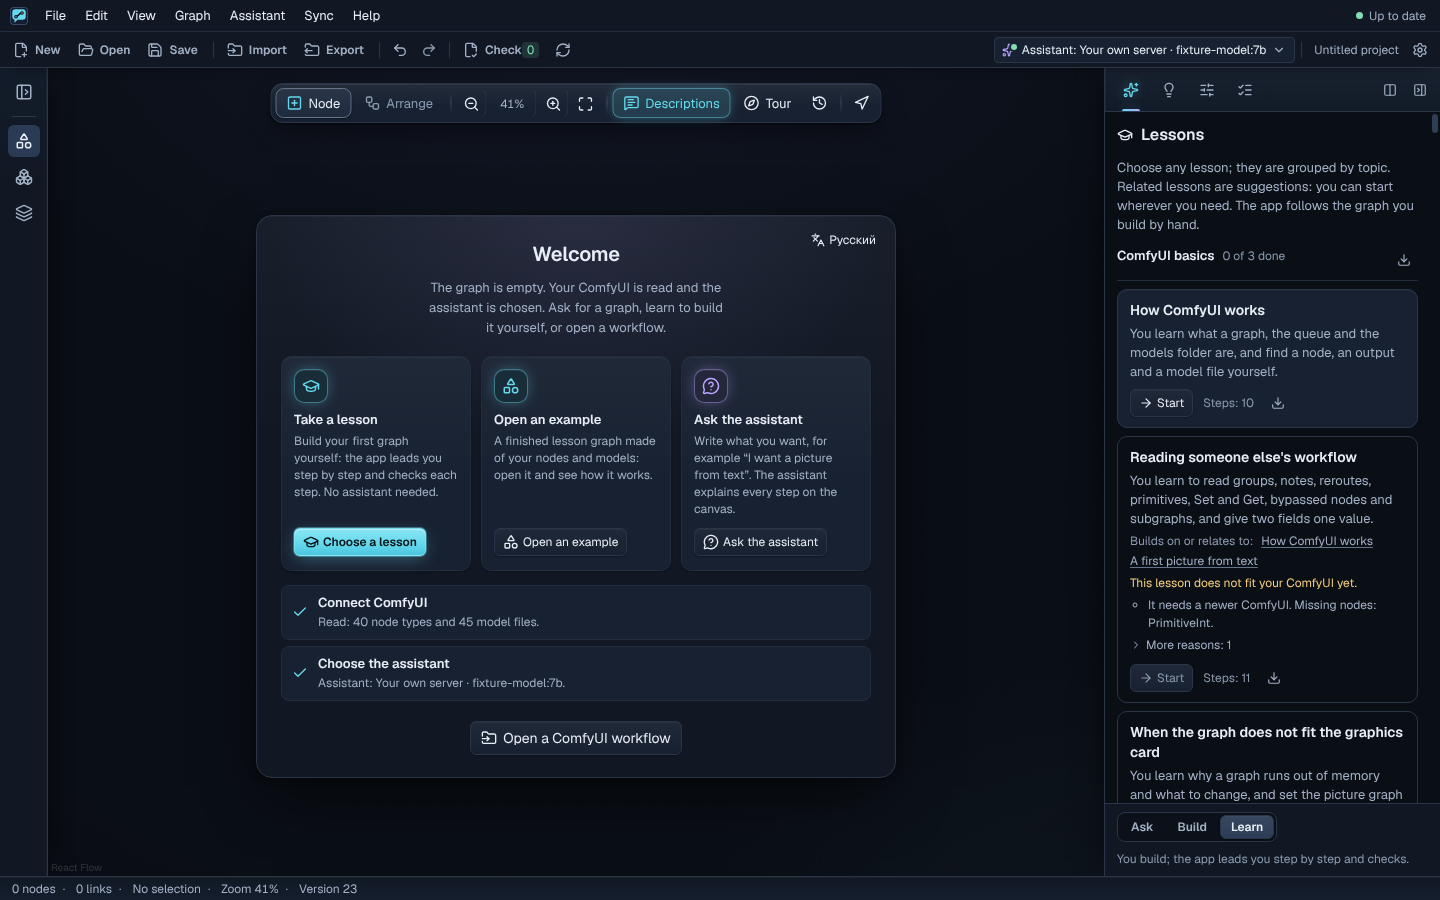 File Edit View Graph Assistant Sync Help
Up to date
New Open Save Import Export Check 0
Assistant: Your own server · fixture-model:7b
Untitled project
Node Arrange 41% Descriptions Tour
Русский
Welcome
The graph is empty. Your ComfyUI is read and the
assistant is chosen. Ask for a graph, learn to build
it yourself, or open a workflow.
Take a lesson
Build your first graph
yourself: the app leads you
step by step and checks each
step. No assistant needed.
Choose a lesson
Open an example
A finished lesson graph made
of your nodes and models:
open it and see how it works.
Open an example
Ask the assistant
Write what you want, for
example “I want a picture
from text”. The assistant
explains every step on the
canvas.
Ask the assistant
Connect ComfyUI
Read: 40 node types and 45 model files.
Choose the assistant
Assistant: Your own server · fixture-model:7b.
Open a ComfyUI workflow
React Flow
Lessons
Choose any lesson; they are grouped by topic.
Related lessons are suggestions: you can start
wherever you need. The app follows the graph you
build by hand.
ComfyUI basics 0 of 3 done
How ComfyUI works
You learn what a graph, the queue and the
models folder are, and find a node, an output
and a model file yourself.
Start Steps: 10
Reading someone else's workflow
You learn to read groups, notes, reroutes,
primitives, Set and Get, bypassed nodes and
subgraphs, and give two fields one value.
Builds on or relates to: How ComfyUI works
A first picture from text
This lesson does not fit your ComfyUI yet.
It needs a newer ComfyUI. Missing nodes:
PrimitiveInt.
More reasons: 1
Start Steps: 11
When the graph does not fit the graphics
card
You learn why a graph runs out of memory
and what to change, and set the picture graph
Ask Build Learn
You build; the app leads you step by step and checks.
0 nodes · 0 links · No selection · Zoom 41% · Version 23